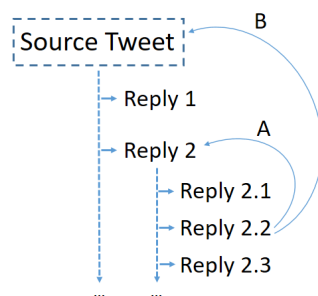 B
Source Tweet
Reply 1
A
Reply 2
Reply 2.1
Reply 2.2
Reply 2.3
... ...